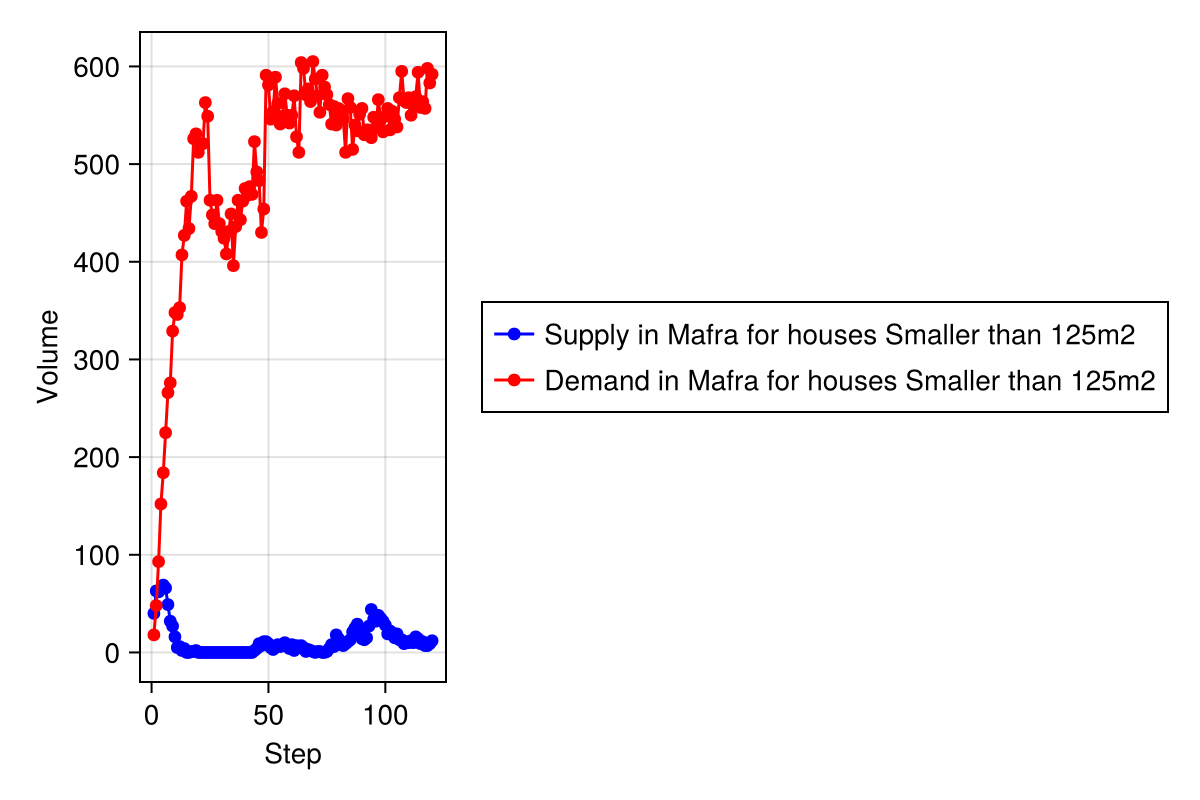 600
500
400
300
200
100
0
Volume
0 50 100
Step
Supply in Mafra for houses Smaller than 125m2
Demand in Mafra for houses Smaller than 125m2